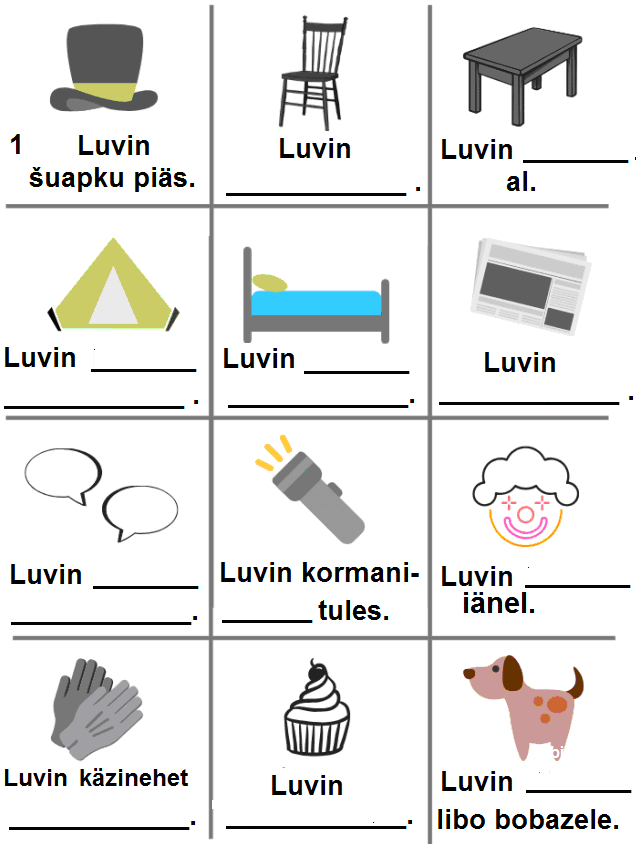 1 Luvin
šuapku piäs.
Luvin
____________ .
Luvin _______ .
al.
Luvin _______
____________ .
Luvin _______
____________.
Luvin
____________ .
Luvin _______
____________.
Luvin kormani-
______ tules.
Luvin _______
iänel.
Luvin käzinehet
____________.
Luvin
____________.
Luvin _______
libo bobazele.